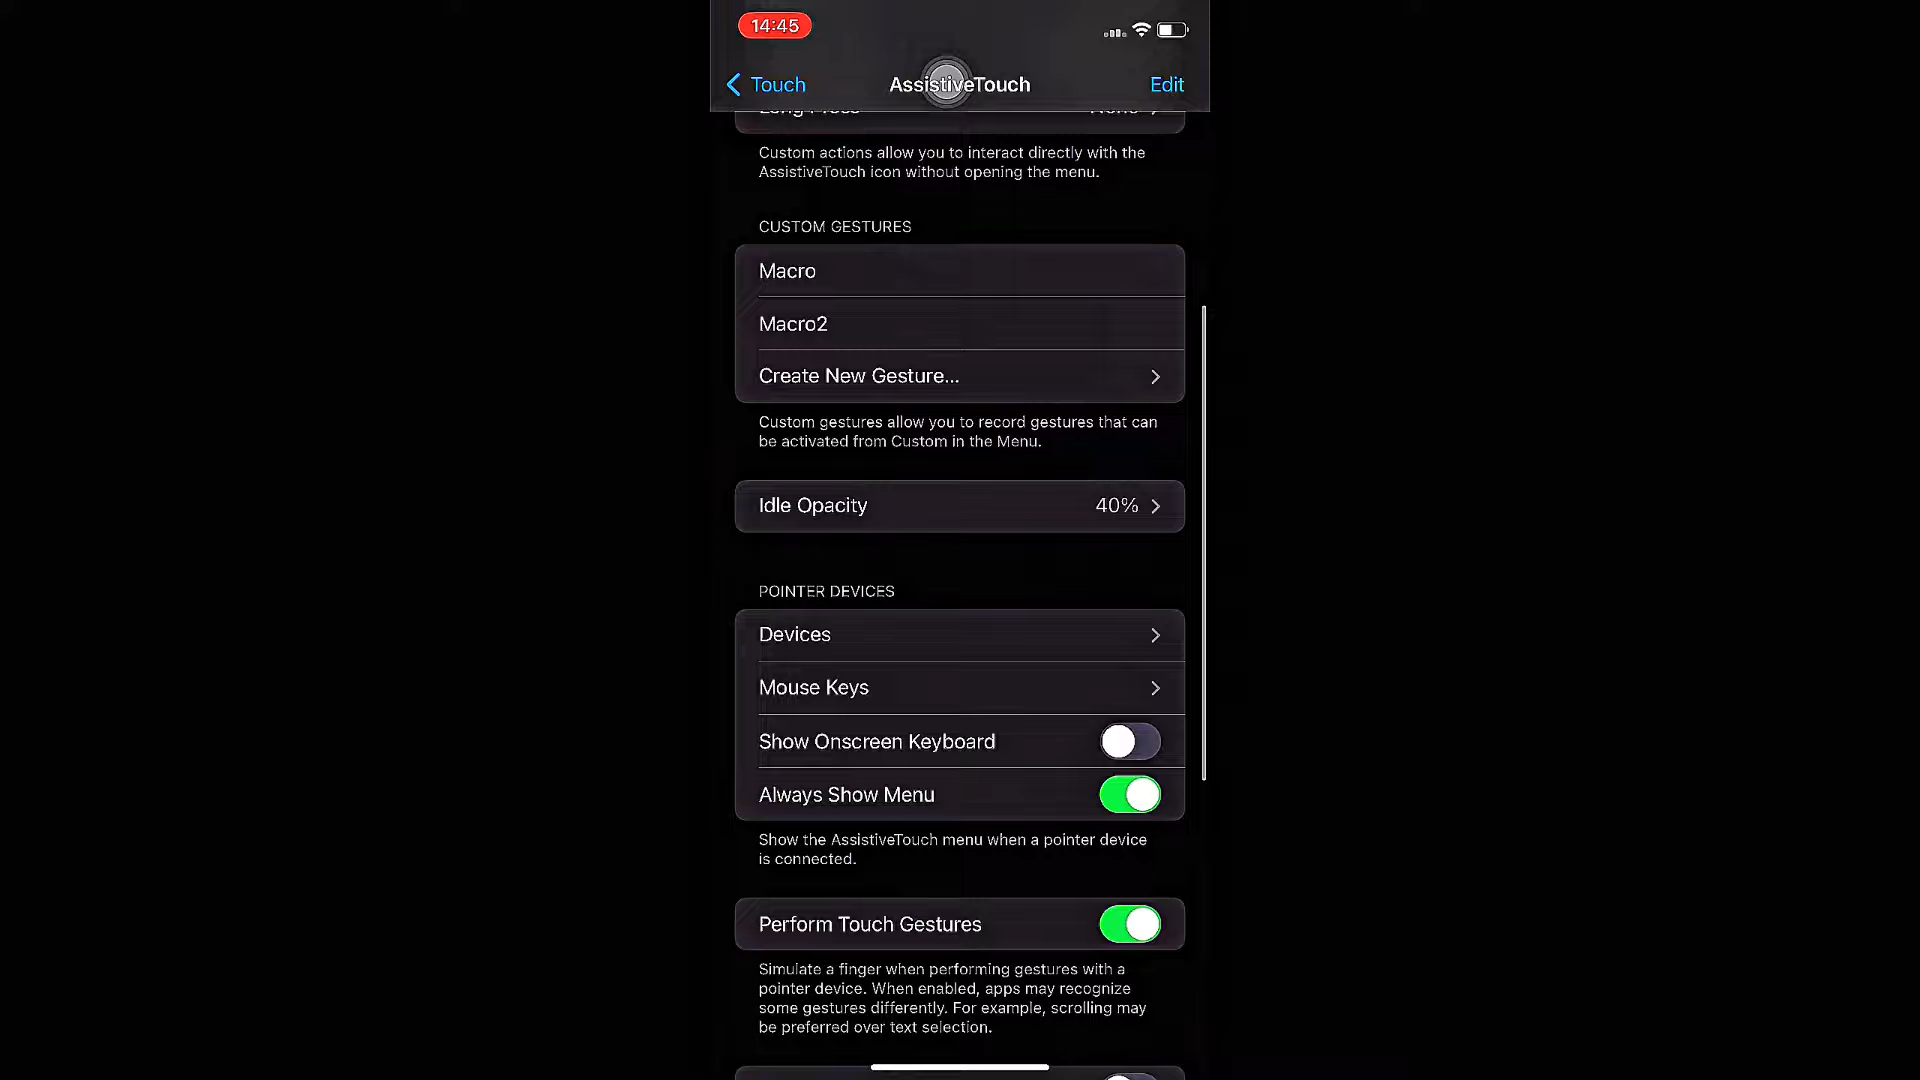 14:45
Touch
AssistiveTouch
Edit
Custom actions allow you to interact directly with the
AssistiveTouch icon without opening the menu.
CUSTOM GESTURES
Macro
Macro2
Create New Gesture...
Custom gestures allow you to record gestures that can
be activated from Custom in the Menu.
Idle Opacity 40%
POINTER DEVICES
Devices
Mouse Keys
Show Onscreen Keyboard
Always Show Menu
Show the AssistiveTouch menu when a pointer device
is connected.
Perform Touch Gestures
Simulate a finger when performing gestures with a
pointer device. When enabled, apps may recognize
some gestures differently. For example, scrolling may
be preferred over text selection.